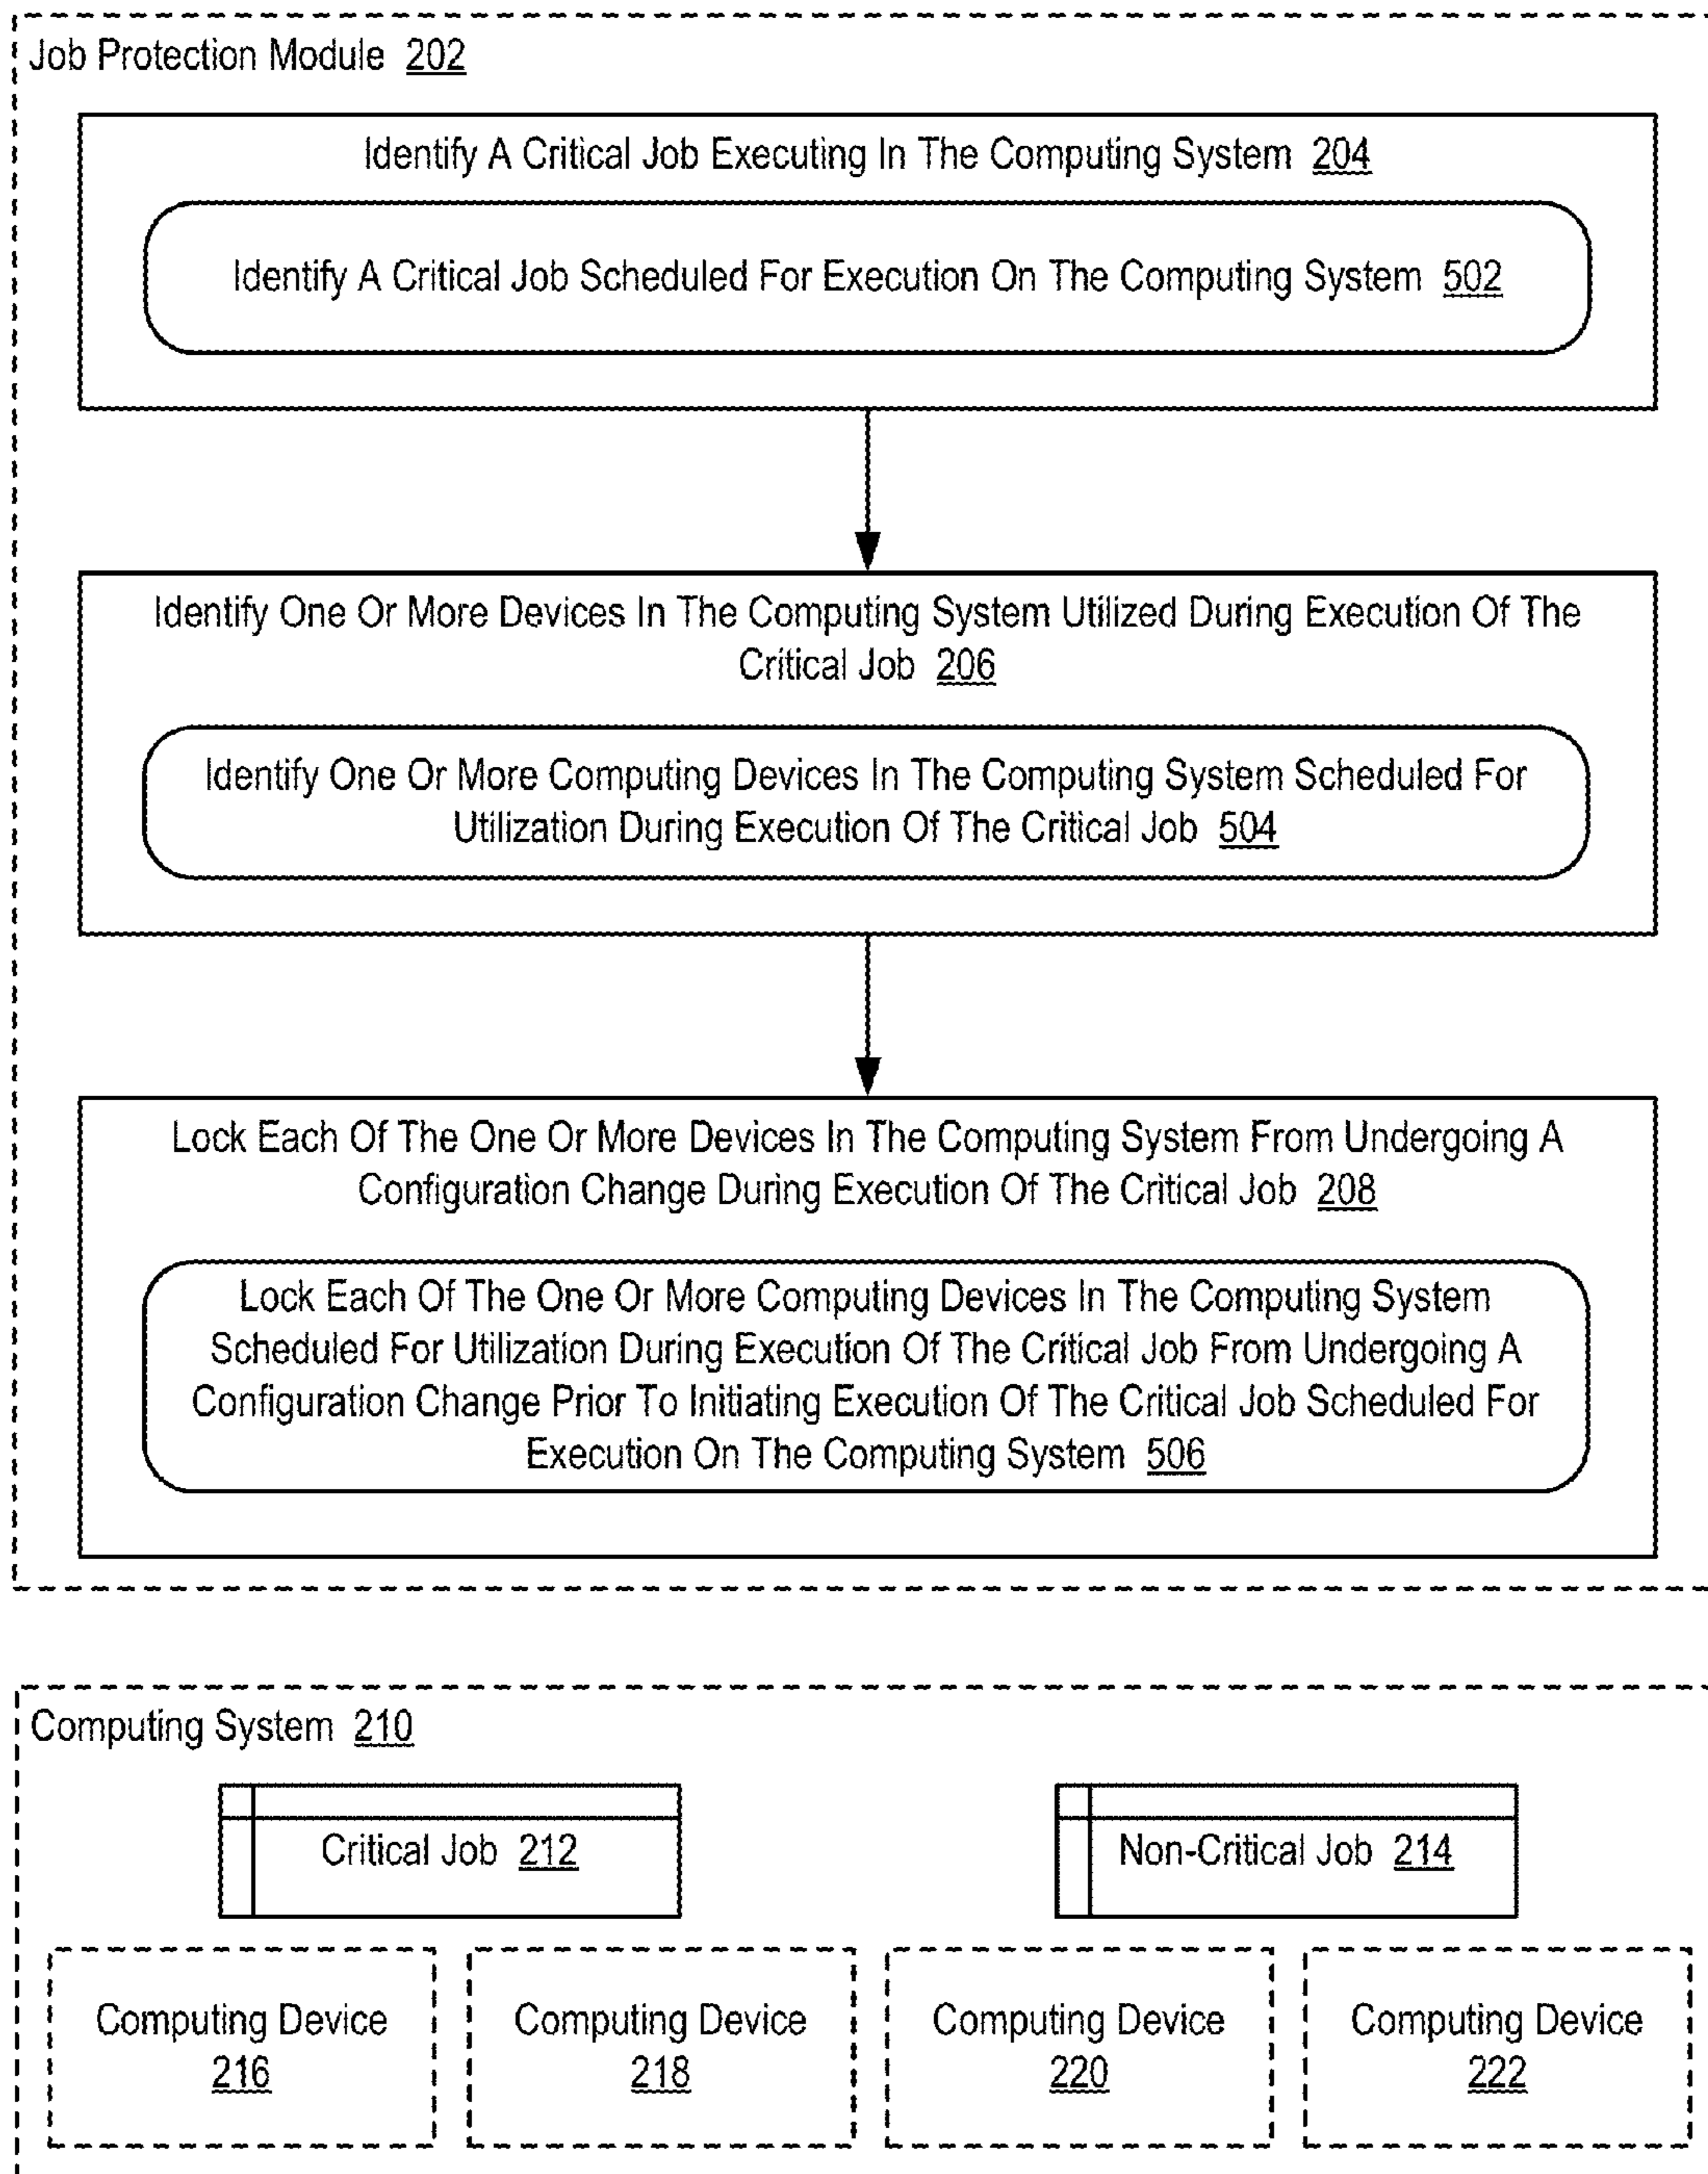 Job Protection Module 202
Identify A Critical Job Executing In The Computing System 204
Identify A Critical Job Scheduled For Execution On The Computing System 502
Identify One Or More Devices In The Computing System Utilized During Execution Of The
Critical Job 206
Identify One Or More Computing Devices In The Computing System Scheduled For
Utilization During Execution Of The Critical Job 504
Lock Each Of The One Or More Devices In The Computing System From Undergoing A
Configuration Change During Execution Of The Critical Job 208
Lock Each Of The One Or More Computing Devices In The Computing System
Scheduled For Utilization During Execution Of The Critical Job From Undergoing A
Configuration Change Prior To Initiating Execution Of The Critical Job Scheduled For
Execution On The Computing System 506
Computing System 210
Critical Job 212
Non-Critical Job 214
Computing Device
216
Computing Device
218
Computing Device
220
Computing Device
222